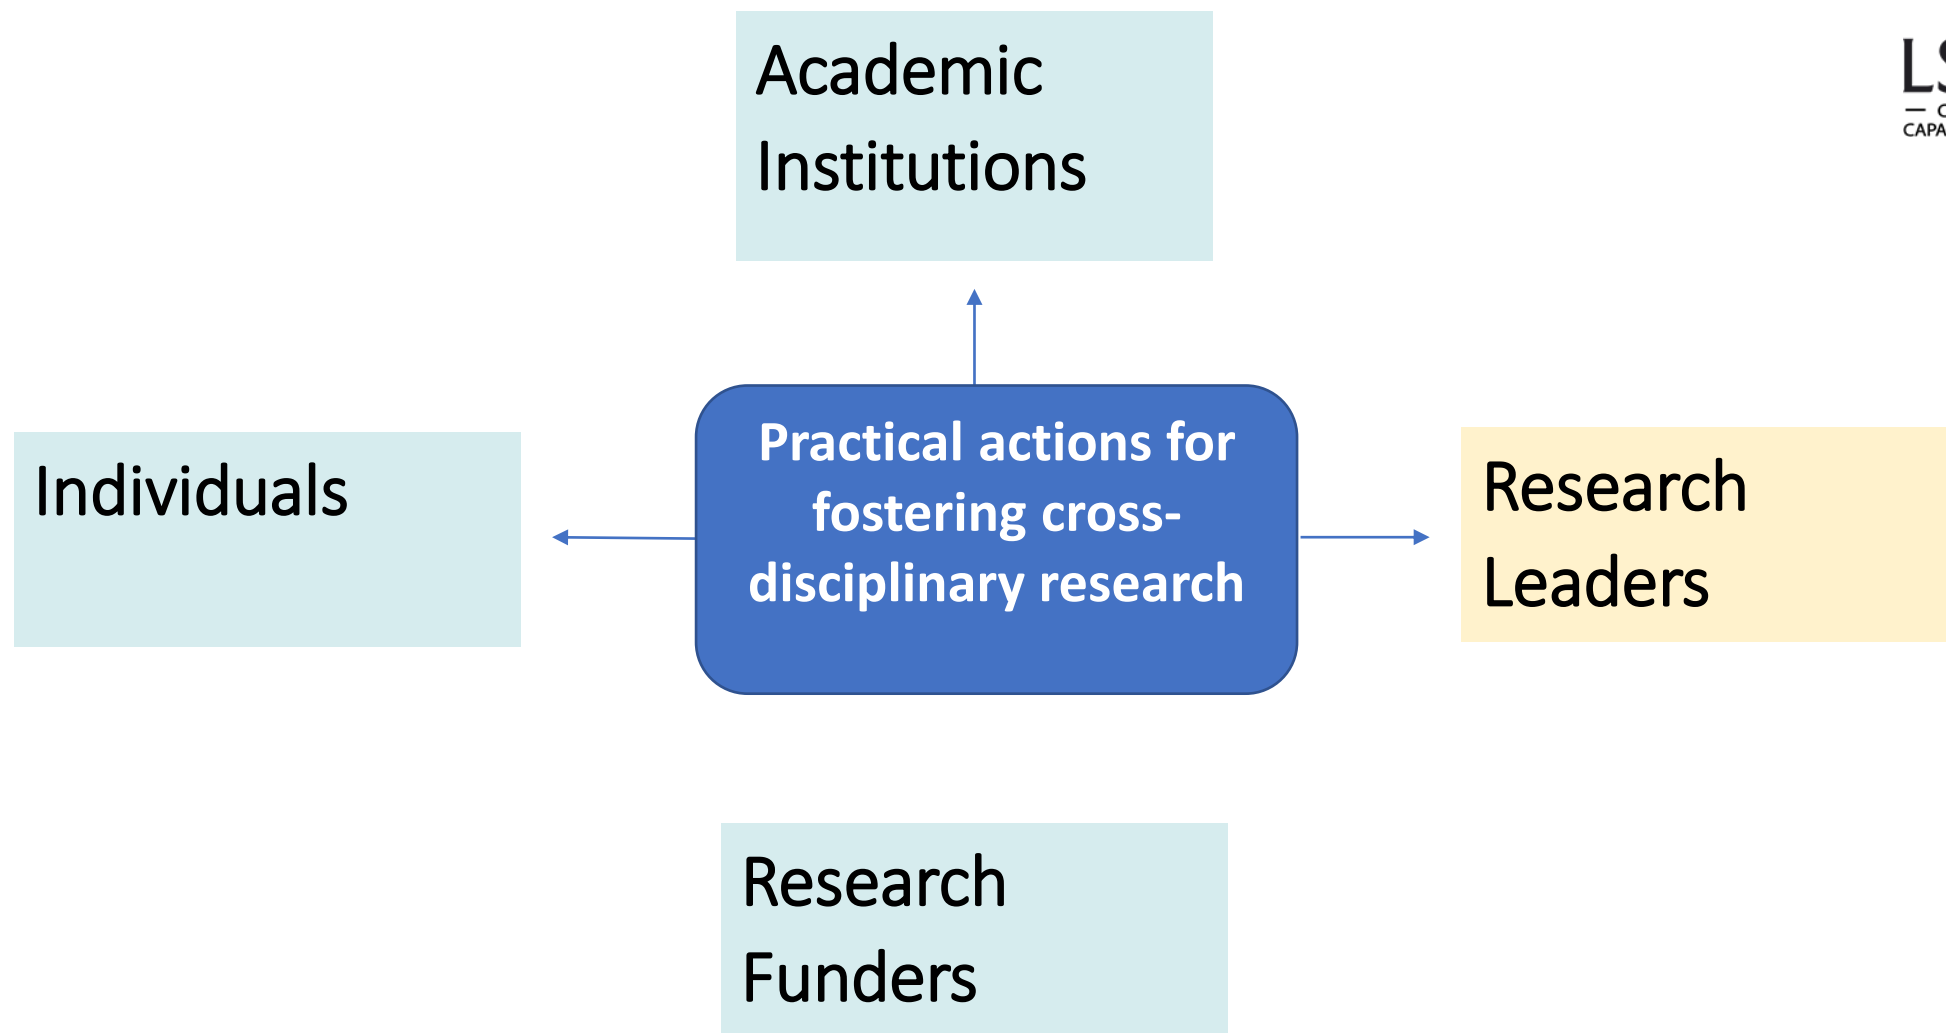 Academic
Institutions
Individuals
Practical actions for
fostering cross-
disciplinary research
Research
Leaders
Research
Funders